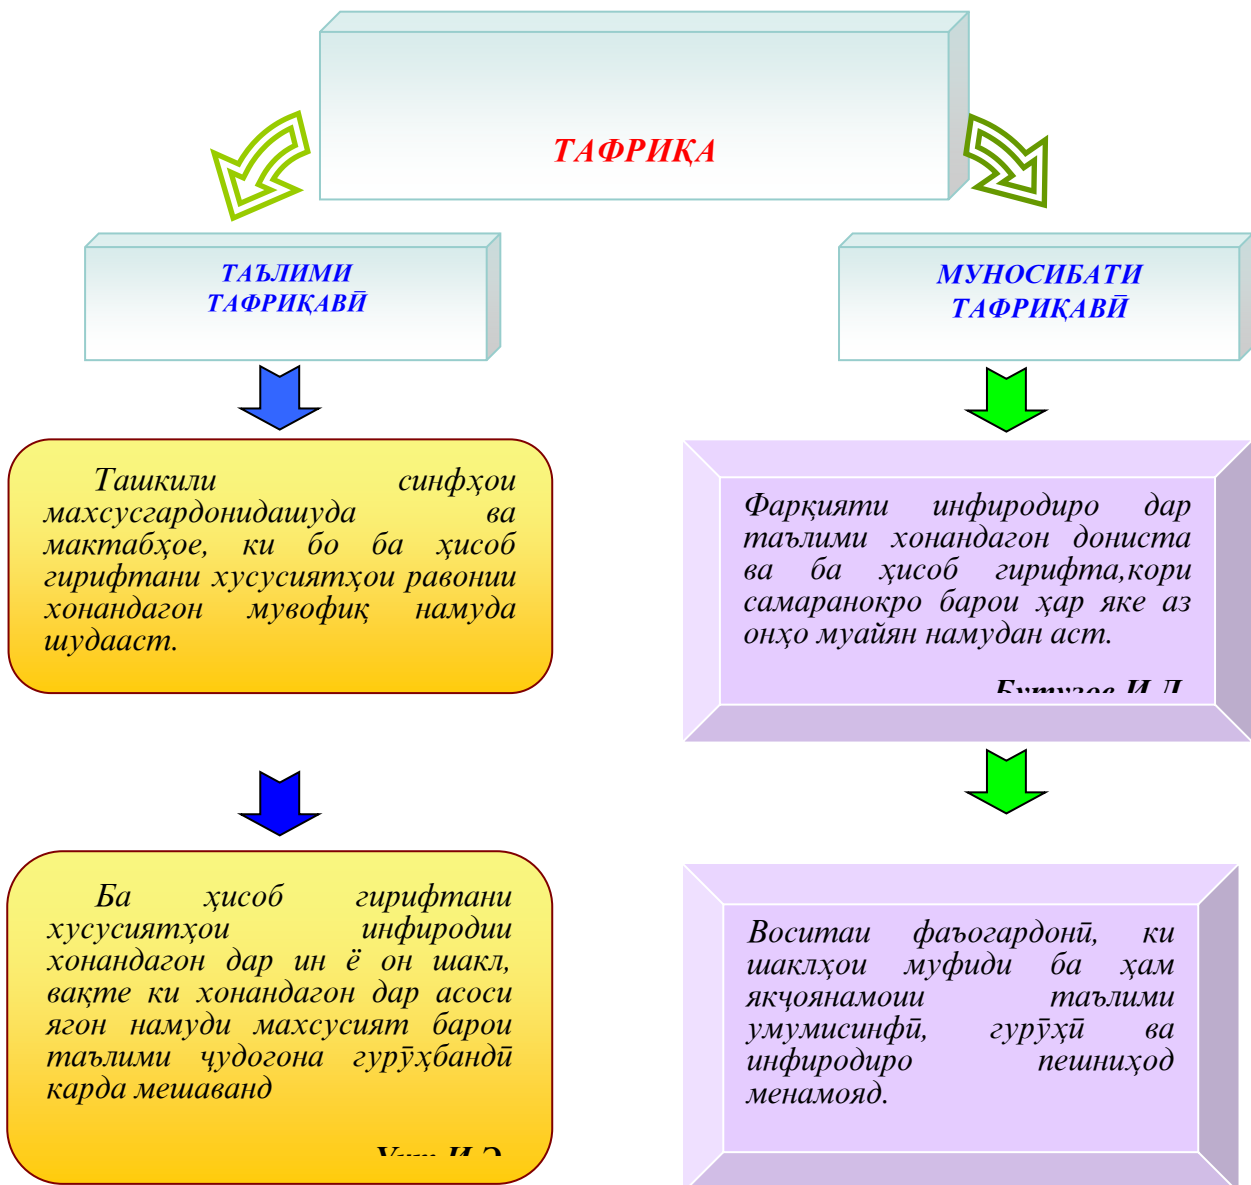 ТАФРИҚА
ТАЪЛИМИ
ТАФРИҚАВӢ
МУНОСИБАТИ
ТАФРИҚАВӢ
Ташкили синфҳои
махсусгардонидашуда ва
мактабҳое, ки бо ба ҳисоб
гирифтани хусусиятҳои равонии
хонандагон мувофиқ намуда
шудааст.
Фарқияти инфиродиро дар
таълими хонандагон дониста
ва ба ҳисоб гирифта,кори
самаранокро барои ҳар яке аз
онҳо муайян намудан аст.
Бутузов И.Д
Ба ҳисоб гирифтани
хусусиятҳои инфиродии
хонандагон дар ин ё он шакл,
вақте ки хонандагон дар асоси
ягон намуди махсусият барои
таълими ҷудогона гурӯҳбандӣ
карда мешаванд
И.Э
Воситаи фаъогардонӣ, ки
шаклҳои муфиди ба ҳам
якҷоянамоии таълими
умумисинфӣ, гурӯҳӣ ва
инфиродиро пешниҳод
менамояд.